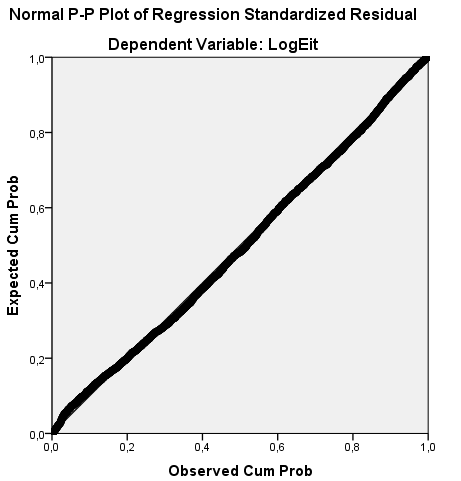 Normal P-P Plot of Regression Standardized Residual
Dependent Variable: LogEit
1,0
0,8
0,6
0,4
0,2
0,0
Expected Cum Prob
0,0 0,2 0,4 0,6 0,8 1,0
Observed Cum Prob